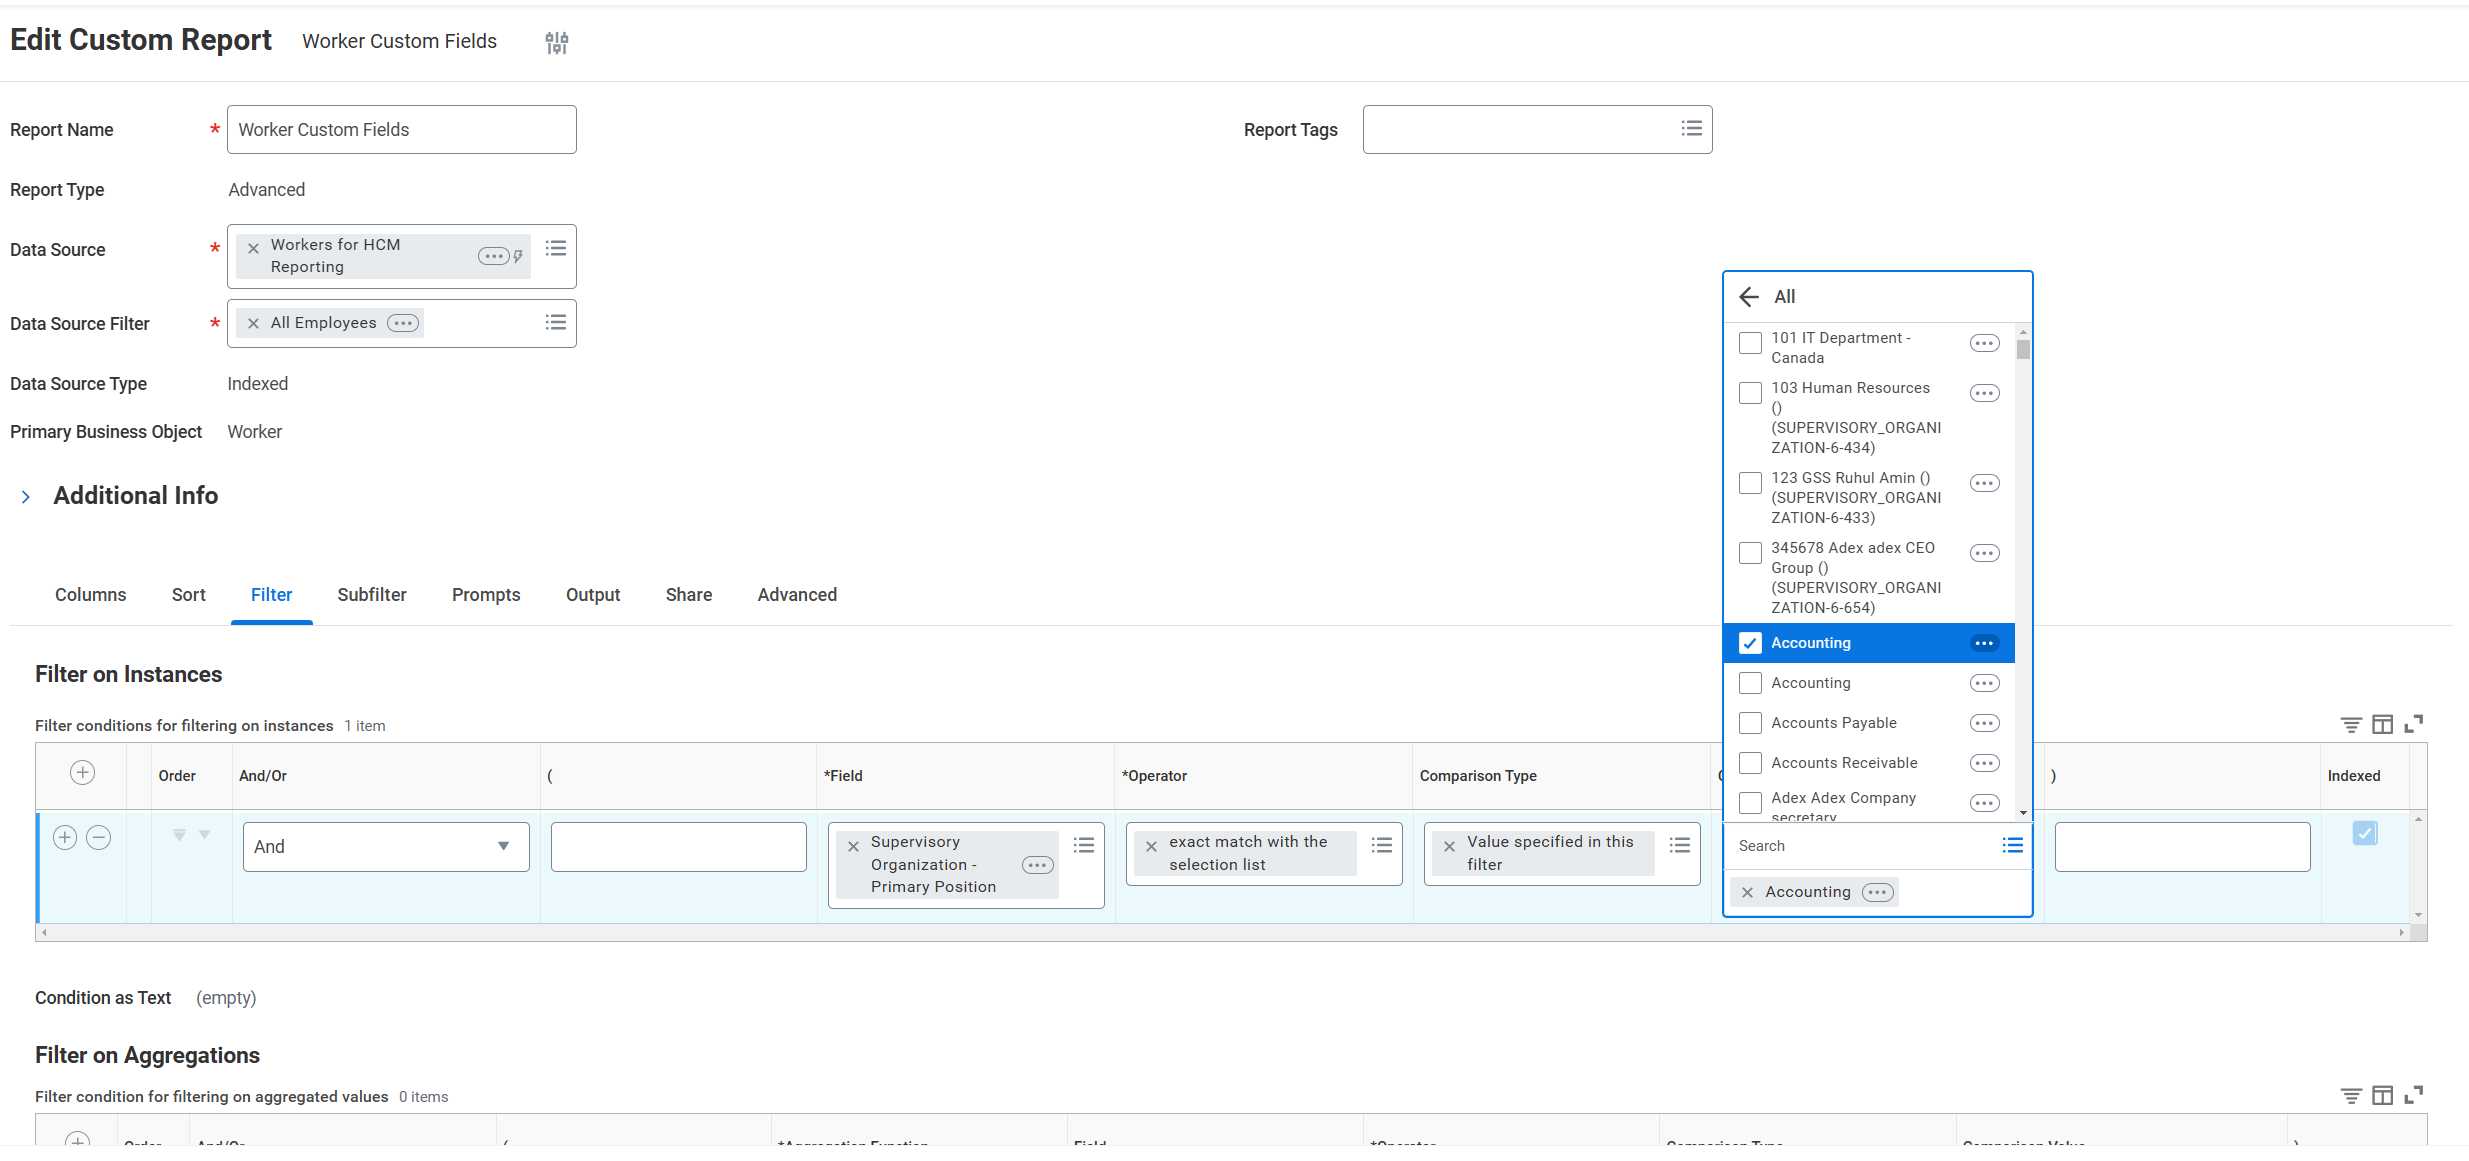 Edit Custom Report Worker Custom Fields
Report Name * Worker Custom Fields
Report Tags
Report Type Advanced
Data Source * Workers for HCM
Reporting
Data Source Filter * All Employees
Data Source Type Indexed
Primary Business Object Worker
Additional Info
Columns Sort Filter Subfilter Prompts Output Share Advanced
All
101 IT Department -
Canada
103 Human Resources
()
(SUPERVISORY_ORGANI
ZATION-6-434)
123 GSS Ruhul Amin ()
(SUPERVISORY_ORGANI
ZATION-6-433)
345678 Adex adex CEO
Group ()
(SUPERVISORY_ORGANI
ZATION-6-654)
Accounting
Accounting
Accounts Payable
Accounts Receivable
Adex Adex Company
secretary
Search
Accounting
Filter on Instances
Filter conditions for filtering on instances 1 item
Order And/Or ( *Field *Operator Comparison Type ) Indexed
And
Supervisory
Organization -
Primary Position
exact match with the
selection list
Value specified in this
filter
Condition as Text (empty)
Filter on Aggregations
Filter condition for filtering on aggregated values 0 items
Order And/Or ( *Aggregation Function Field *Operator Comparison Type Comparison Value )